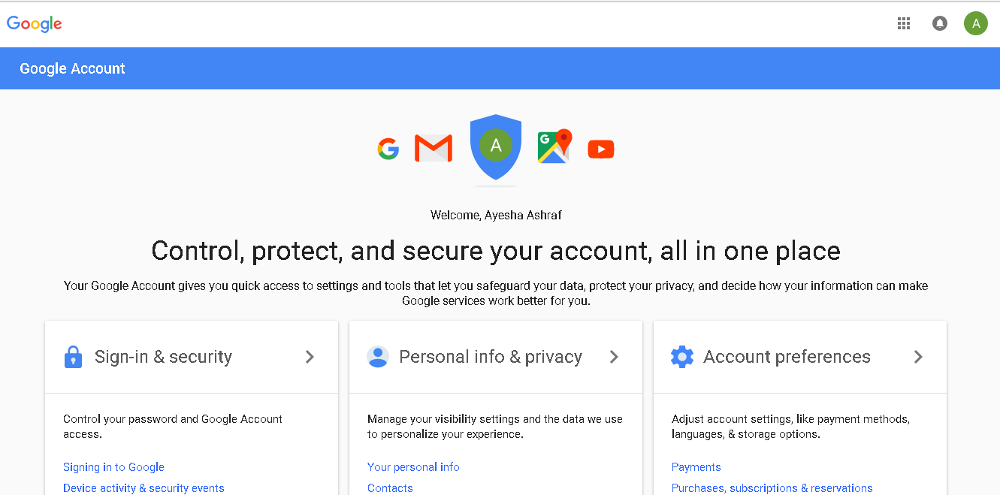 Google
A
Google Account
G
A
G
Welcome, Ayesha Ashraf
Control, protect, and secure your account, all in one place
Your Google Account gives you quick access to settings and tools that let you safeguard your data, protect your privacy, and decide how your information can make
Google services work better for you.
Sign-in & security
Personal info & privacy
Account preferences
Control your password and Google Account
access.
Manage your visibility settings and the data we use
to personalize your experience.
Adjust account settings, like payment methods,
languages, & storage options.
Signing in to Google
Your personal info
Payments
Device activity & security events
Contacts
Purchases, subscriptions & reservations